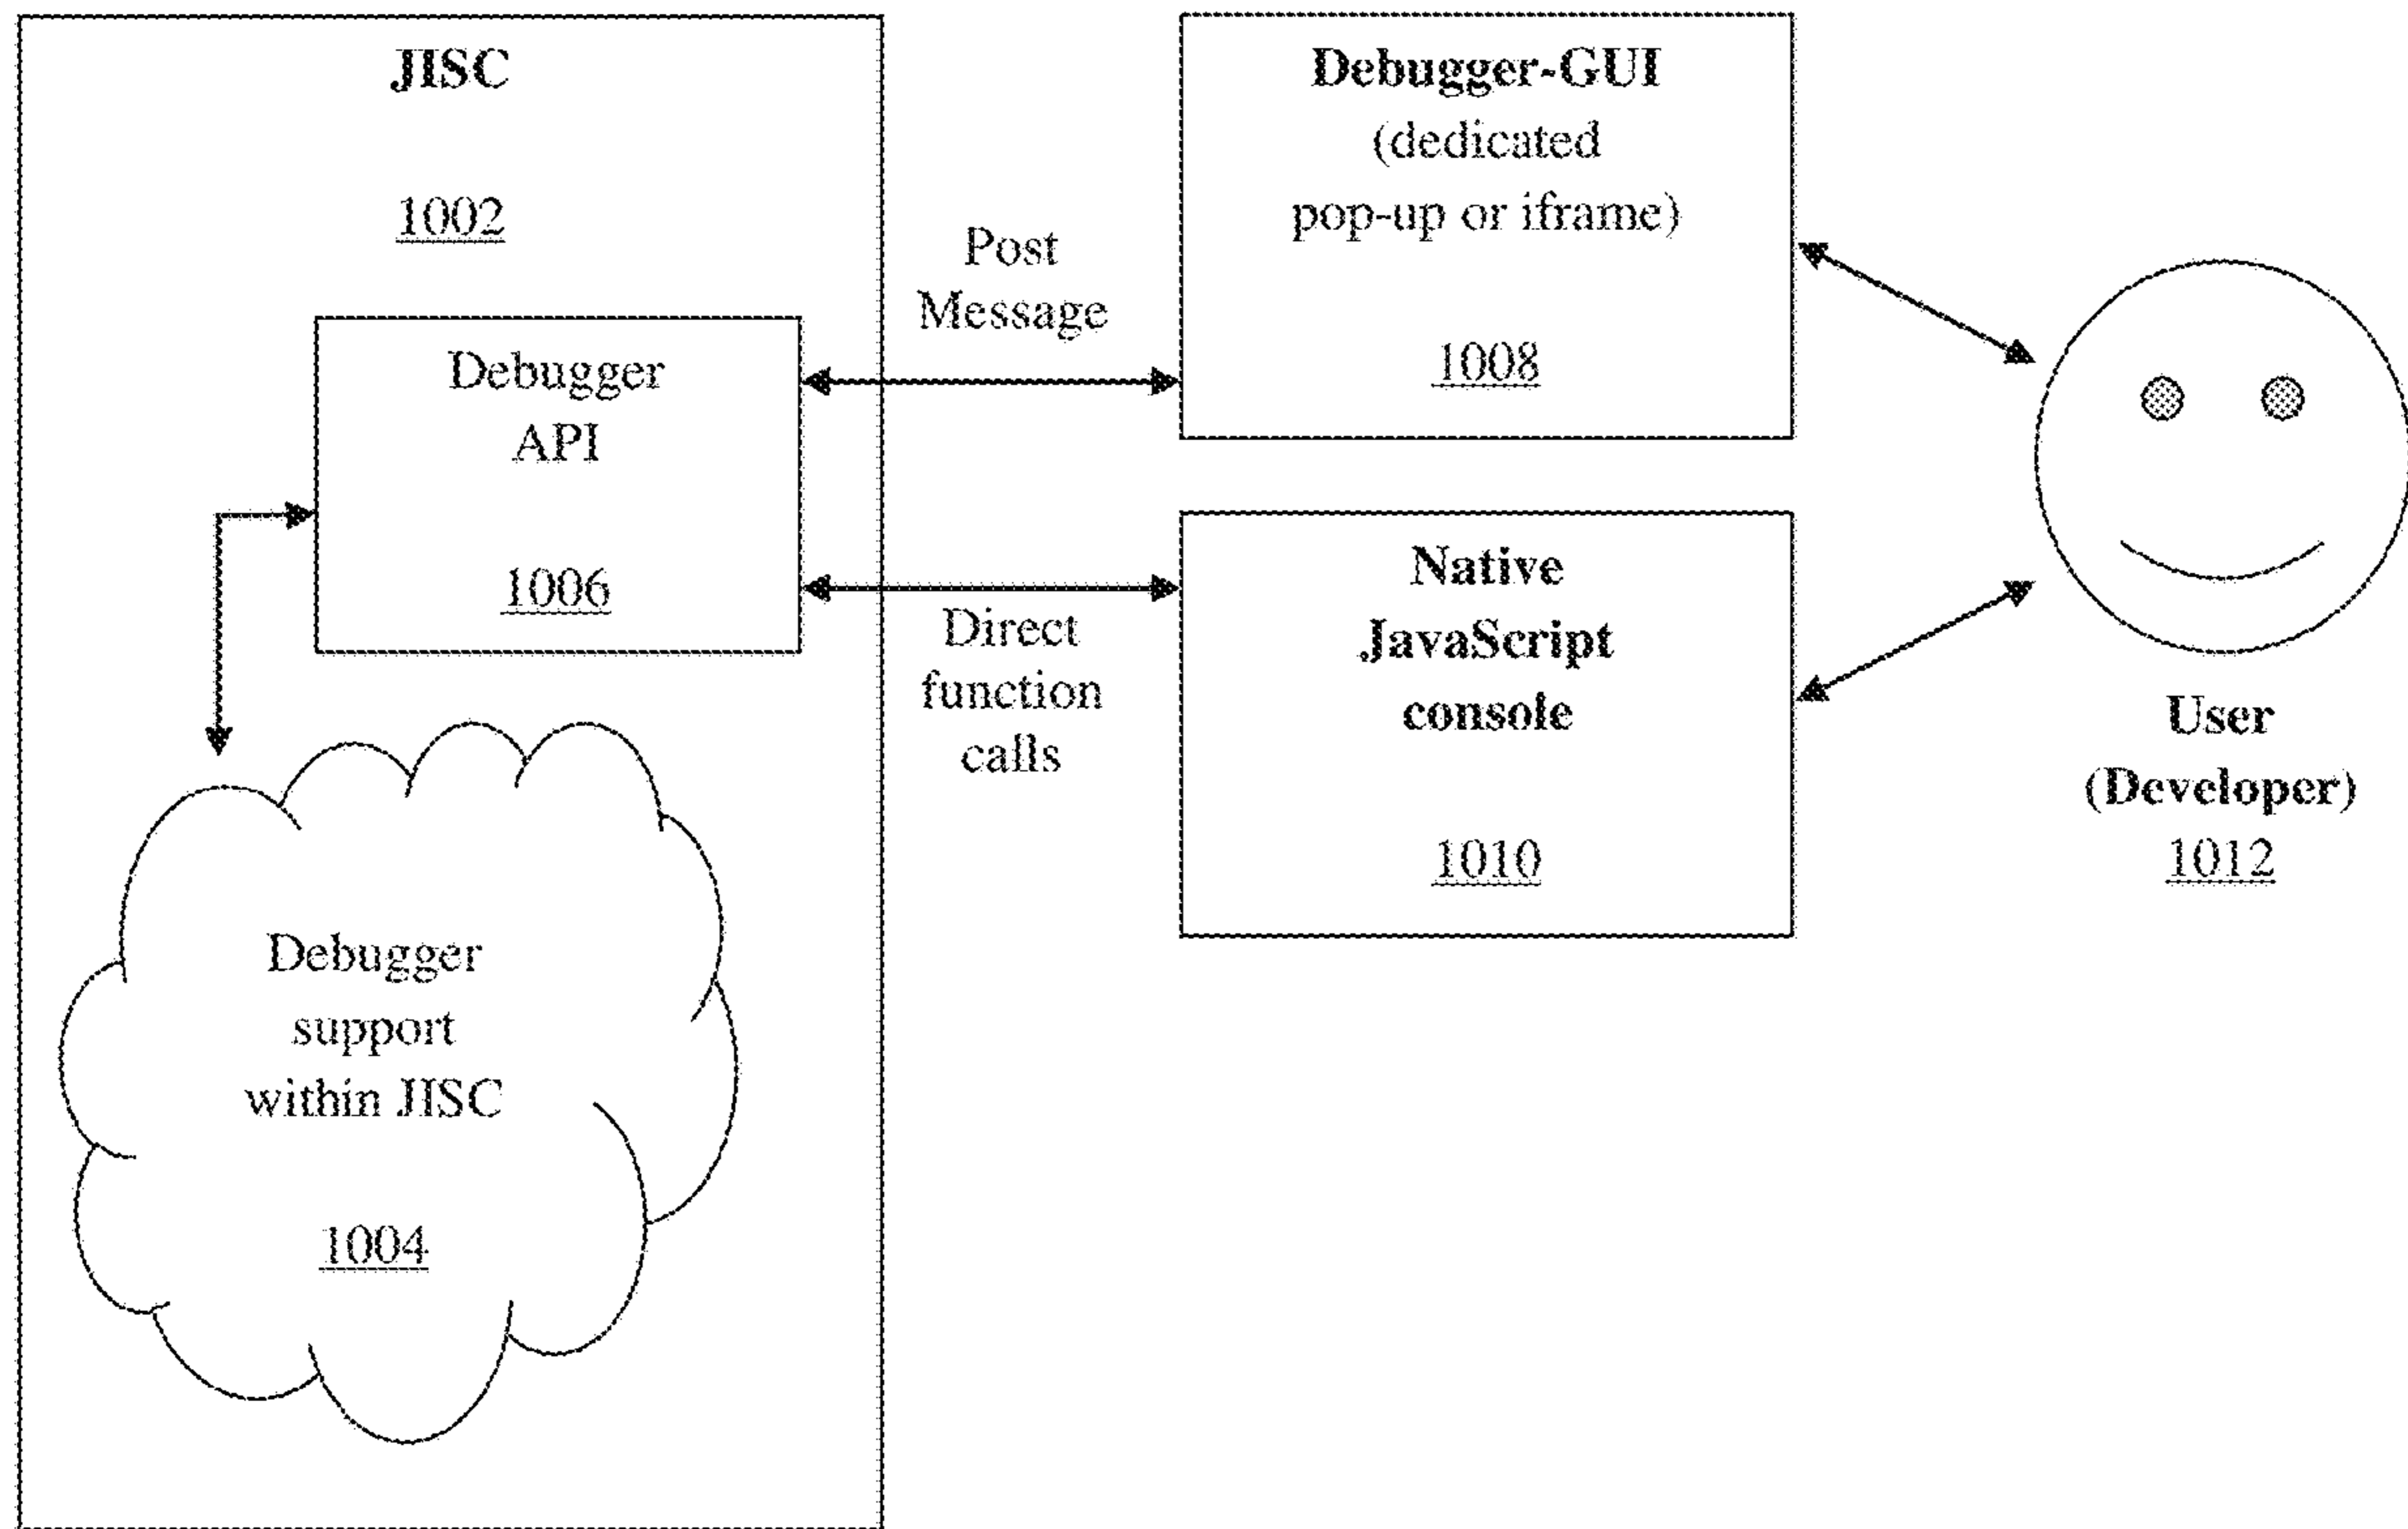 JISC
1002
Debugger
API
1006
Debugger
support
within JISC
1004
Post
Message
Direct
function
calls
Debugger-GUI
(dedicated
pop-up or iframe)
1008
Native
JavaScript
console
1010
User
(Developer)
1012